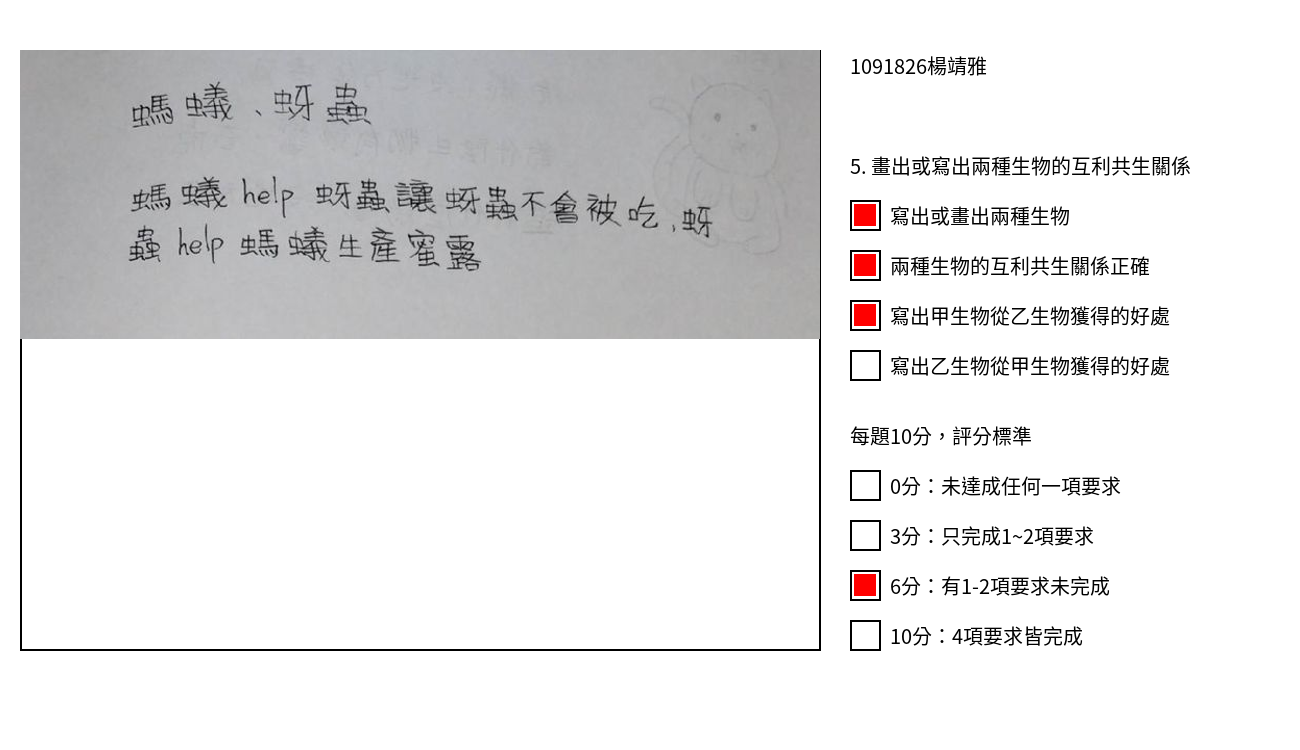 螞蟻、蚜蟲
螞蟻 help 蚜蟲讓蚜蟲不會被吃,蚜
蟲 help 螞蟻生產蜜露
1091826楊靖雅
5. 畫出或寫出兩種生物的互利共生關係
寫出或畫出兩種生物
兩種生物的互利共生關係正確
寫出甲生物從乙生物獲得的好處
寫出乙生物從甲生物獲得的好處
每題10分，評分標準
0分：未達成任何一項要求
3分：只完成1~2項要求
6分：有1-2項要求未完成
10分：4項要求皆完成